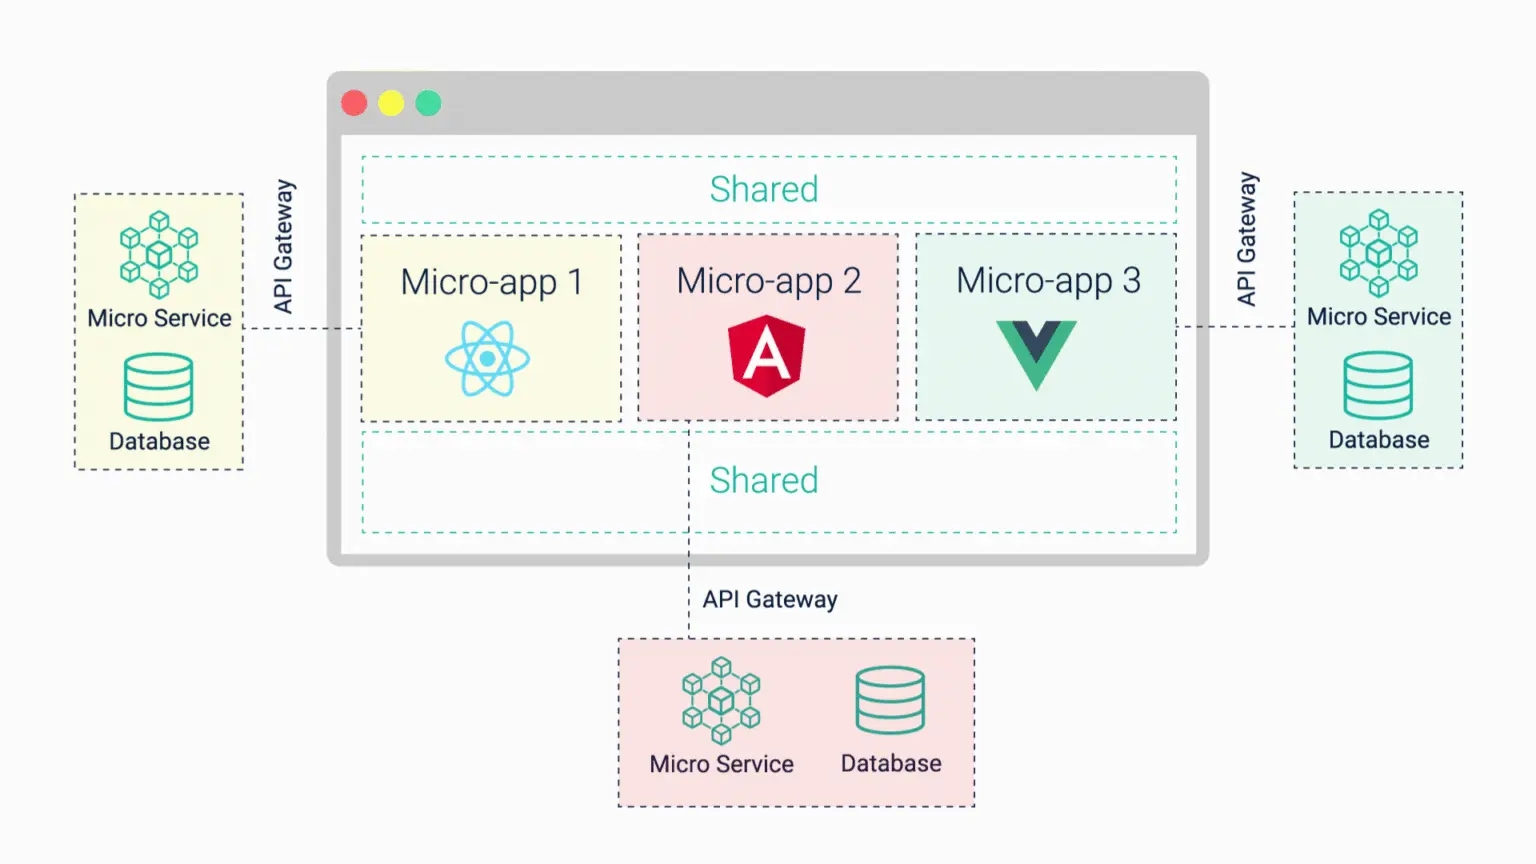 Shared
API Gateway
Micro Service
Database
Micro-app 1
Micro-app 2
A
Micro-app 3
API Gateway
Micro Service
Database
Shared
API Gateway
Micro Service
Database